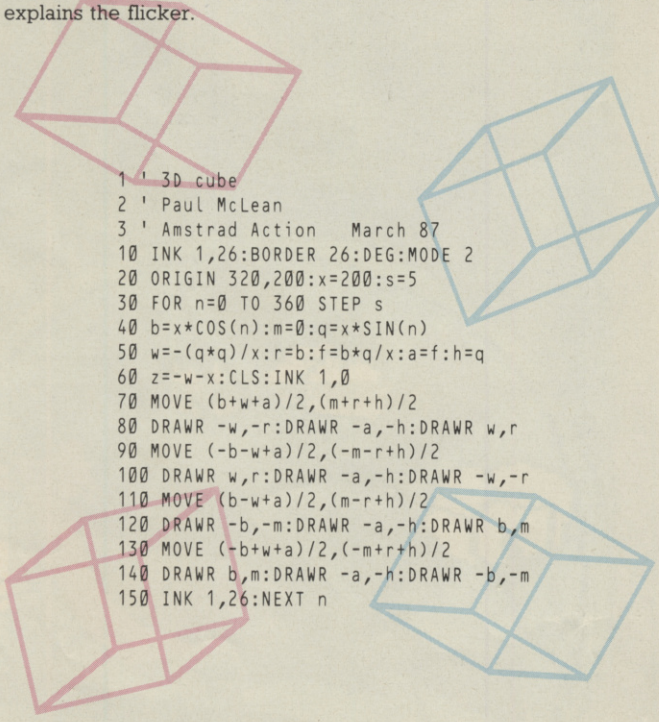 explains the flicker.
1 ' 3D cube
2 ' Paul McLean
3 ' Amstrad Action   March 87
10 INK 1,26:BORDER 26:DEG:MODE 2
20 ORIGIN 320,200:x=200:s=5
30 FOR n=0 TO 360 STEP s
40 b=x*COS(n):m=0:q=x*SIN(n)
50 w=-(q*q)/x:r=b:f=b*q/x:a=f:h=q
60 z=-w-x:CLS:INK 1,0
70 MOVE (b+w+a)/2,(m+r+h)/2
80 DRAWR -w,-r:DRAWR -a,-h:DRAWR w,r
90 MOVE (-b-w+a)/2,(-m-r+h)/2
100 DRAWR w,r:DRAWR -a,-h:DRAWR -w,-r
110 MOVE (b-w+a)/2,(m-r+h)/2
120 DRAWR -b,-m:DRAWR -a,-h:DRAWR b,m
130 MOVE (-b+w+a)/2,(-m+r+h)/2
140 DRAWR b,m:DRAWR -a,-h:DRAWR -b,-m
150 INK 1,26:NEXT n